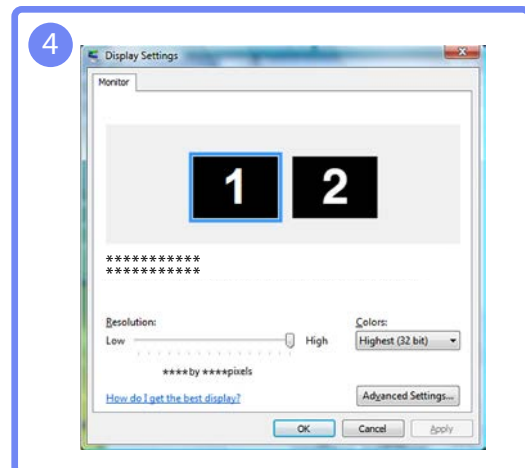 4
Display Settings
Monitor
1 2
***********
***********
Resolution:
Colors:
Low High Highest (32 bit)
****by ****pixels
How do I get the best display? Advanced Settings...
OK Cancel Apply